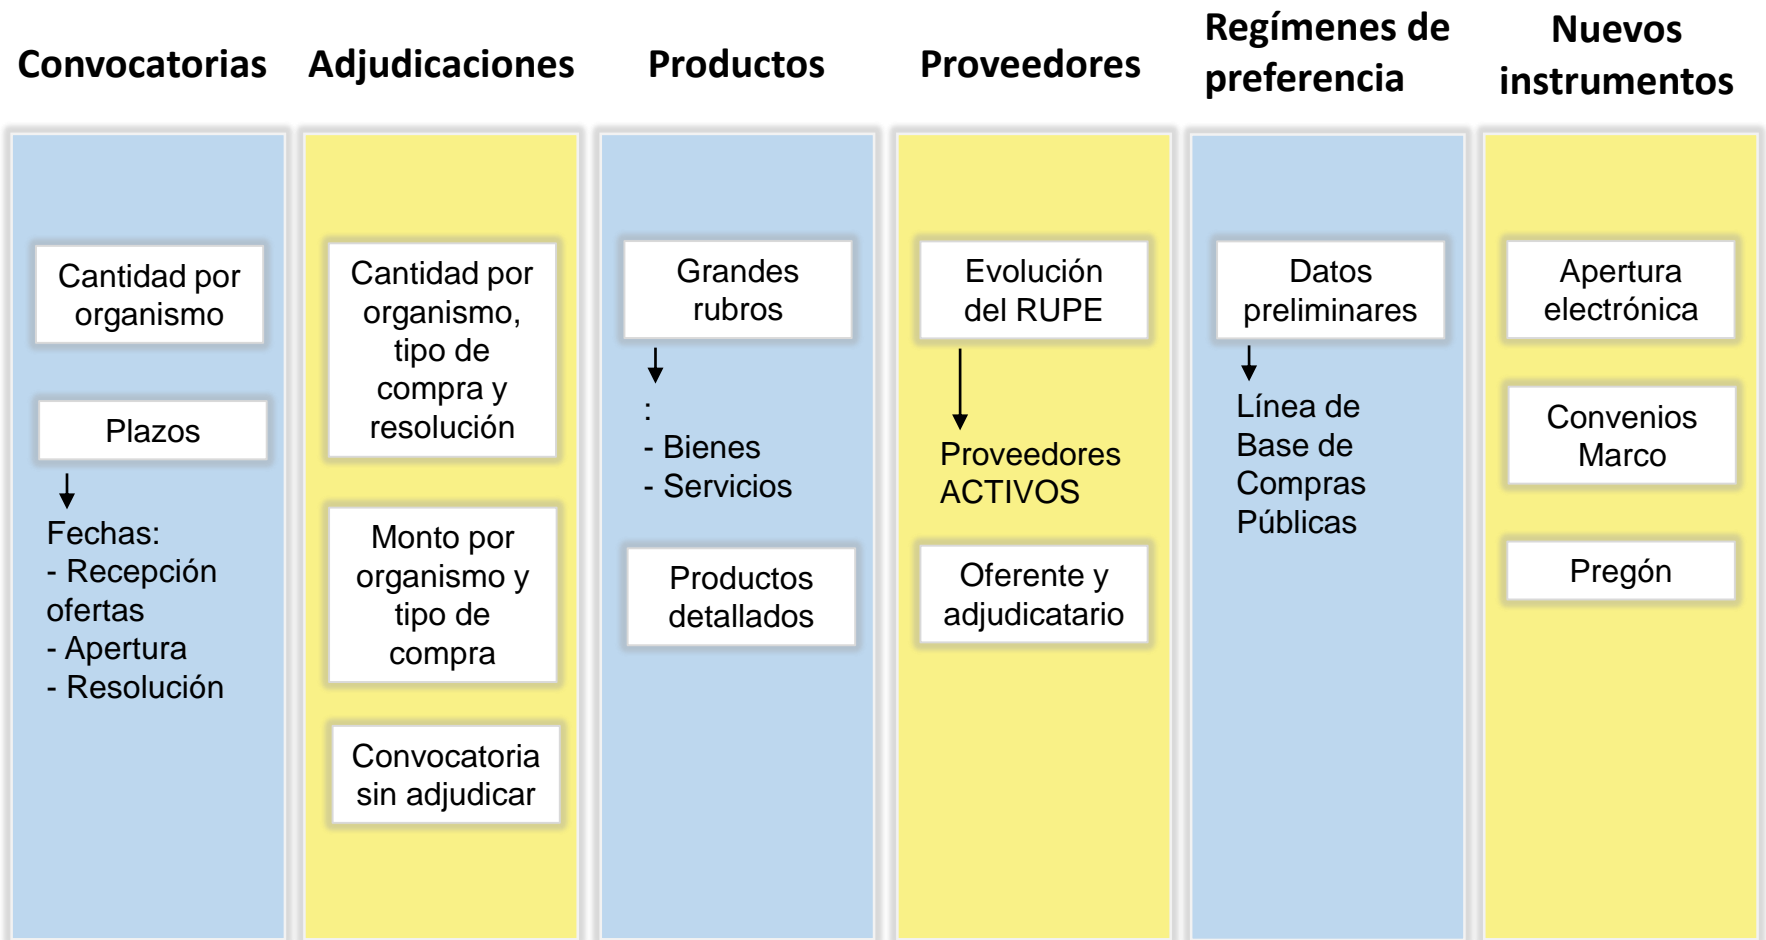 Convocatorias
Cantidad por
organismo
Plazos
Fechas:
- Recepción
ofertas
- Apertura
- Resolución
Adjudicaciones
Cantidad por
organismo,
tipo de
compra y
resolución
Monto por
organismo y
tipo de
compra
Convocatoria
sin adjudicar
Productos
Grandes
rubros
:
- Bienes
- Servicios
Productos
detallados
Proveedores
Evolución
del RUPE
Proveedores
ACTIVOS
Oferente y
adjudicatario
Regímenes de
preferencia
Datos
preliminares
Línea de
Base de
Compras
Públicas
Nuevos
instrumentos
Apertura
electrónica
Convenios
Marco
Pregón